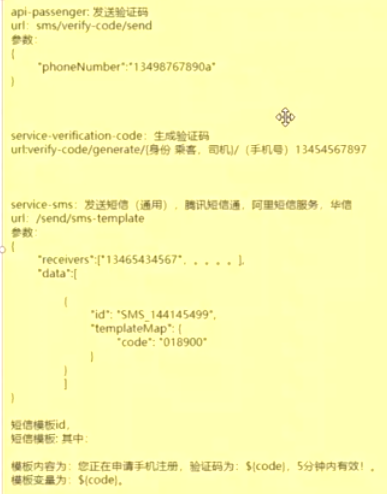 api-passenger: 发送验证码
url: sms/verify-code/send
参数:
{
"phoneNumber":"13498767890a"
}
service-verification-code: 生成验证码
url:verify-code/generate/{身份 乘客、司机}/（手机号）13454567897
service-sms: 发送短信（通用）, 腾讯短信通, 阿里短信服务、华信
url: /send/sms-template
参数:
{
"receivers":["13465434567"、。。。。],
"data":[
{
"id": "SMS_144145499",
"templateMap": {
"code": "018900"
}
}
]
}
短信模板id,
短信模板: 其中:
模板内容为: 您正在申请手机注册, 验证码为: ${code}, 5分钟内有效!,
模板变量为: ${code}。